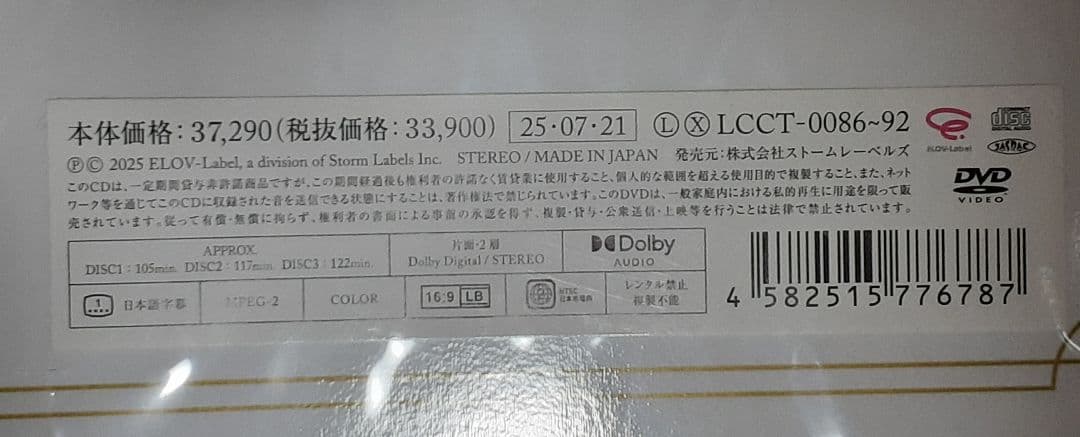 本体価格：37,290(税抜価格：33,900) 25・07・21 Ⓛ Ⓧ LCCT-0086~92
ELOV-Label
COMPACT disc DIGITAL AUDIO
JASRAC
Ⓟ Ⓒ 2025 ELOV-Label, a division of Storm Labels Inc. STEREO / MADE IN JAPAN 発売元：株式会社ストームレーベルズ
このCDは、一定期間貸与非許諾商品ですが、この期間経過後も権利者の許諾なく賃貸業に使用すること、個人的な範囲を超える使用目的で複製すること、また、ネット
ワーク等を通じてこのCDに収録された音を送信できる状態にすることは、著作権法で禁じられています。このDVDは、一般家庭内における私的再生に用途を限って販
売されています。従って有償・無償に拘らず、権利者の書面による事前の承認を得ず、複製・貸与・公衆送信・上映等を行うことは法律で禁止されています。
DVD
VIDEO
APPROX.
DISC1：105min. DISC2：117min. DISC3：122min.
片面・2層
Dolby Digital / STEREO
Dolby
AUDIO
1 日本語字幕
MPEG-2
COLOR
16:9 LB
NTSC
日本市場向
レンタル禁止
複製不能
4 582515 776787